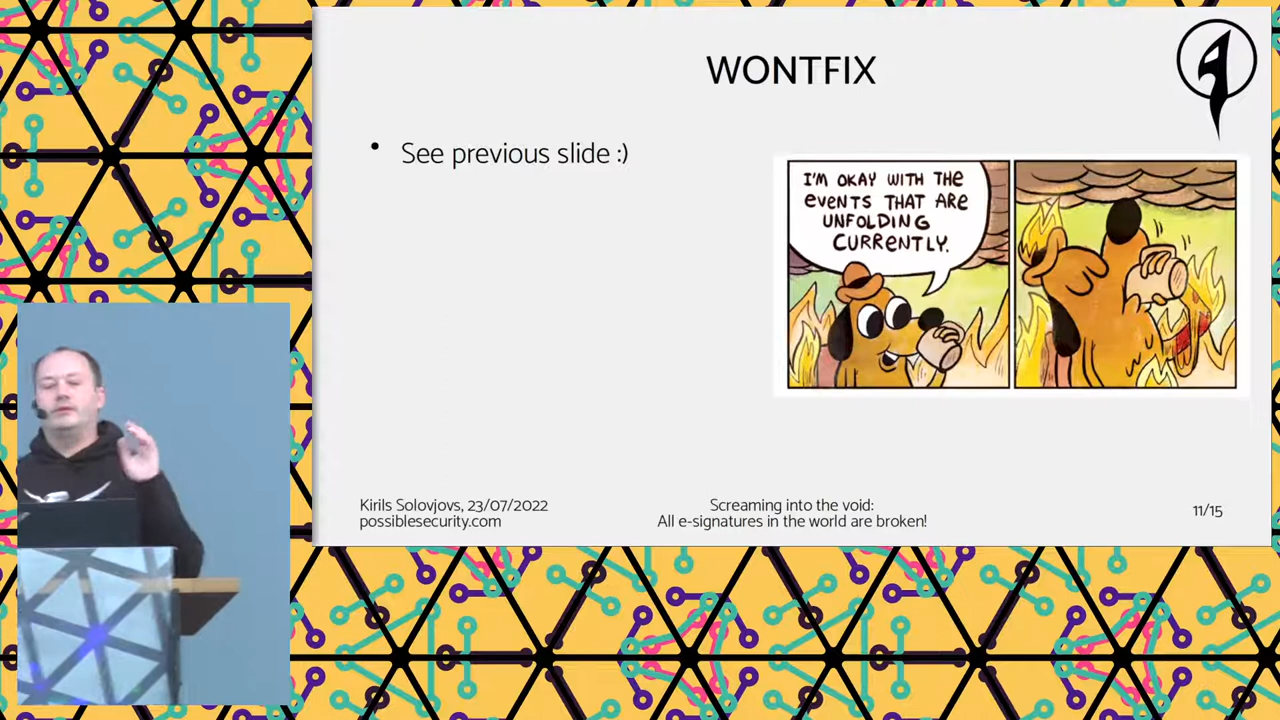 WONTFIX
See previous slide :)
I'M OKAY WITH THE
EVENTS THAT ARE
UNFOLDING
CURRENTLY.
Kirils Solovjovs, 23/07/2022
possiblesecurity.com
Screaming into the void:
All e-signatures in the world are broken!
11/15